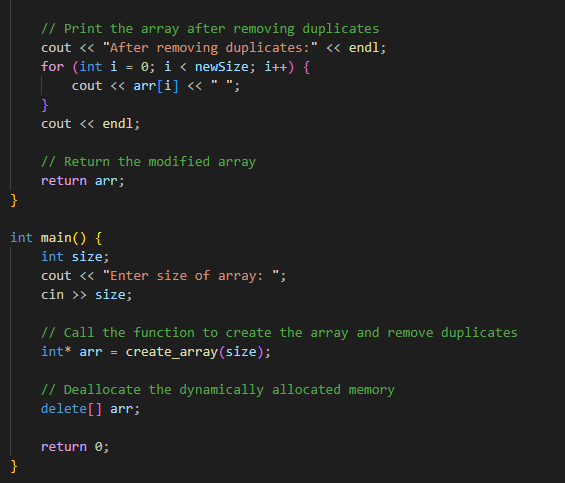 // Print the array after removing duplicates
cout << "After removing duplicates:" << endl;
for (int i = 0; i < newSize; i++) {
cout << arr[i] << " ";
}
cout << endl;
// Return the modified array
return arr;
}
int main() {
int size;
cout << "Enter size of array: ";
cin >> size;
// Call the function to create the array and remove duplicates
int* arr = create_array(size);
// Deallocate the dynamically allocated memory
delete[] arr;
return 0;
}